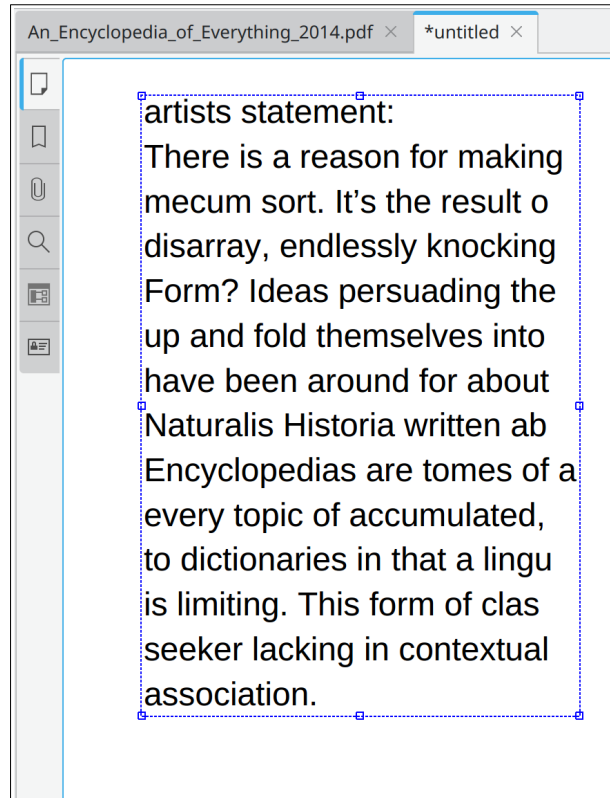 An_Encyclopedia_of_Everything_2014.pdf *untitled
artists statement:
There is a reason for making
mecum sort. It’s the result o
disarray, endlessly knocking
Form? Ideas persuading the
up and fold themselves into
have been around for about
Naturalis Historia written ab
Encyclopedias are tomes of a
every topic of accumulated,
to dictionaries in that a lingu
is limiting. This form of clas
seeker lacking in contextual
association.